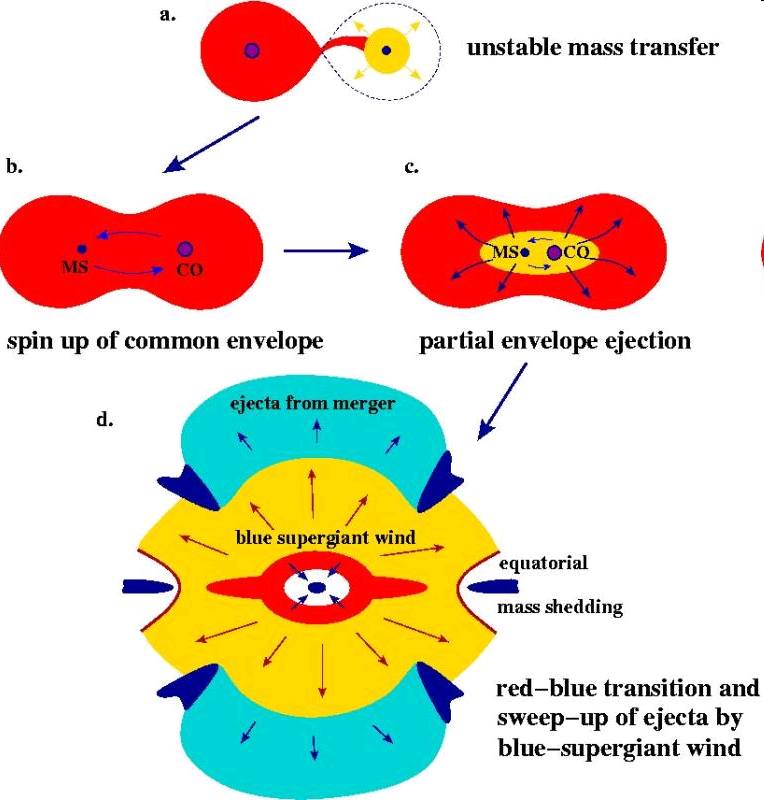 a.
unstable mass transfer
b.
c.
MS
CO
MS
CO
spin up of common envelope
partial envelope ejection
d.
ejecta from merger
blue supergiant wind
equatorial
mass shedding
red−blue transition and
sweep−up of ejecta by
blue−supergiant wind